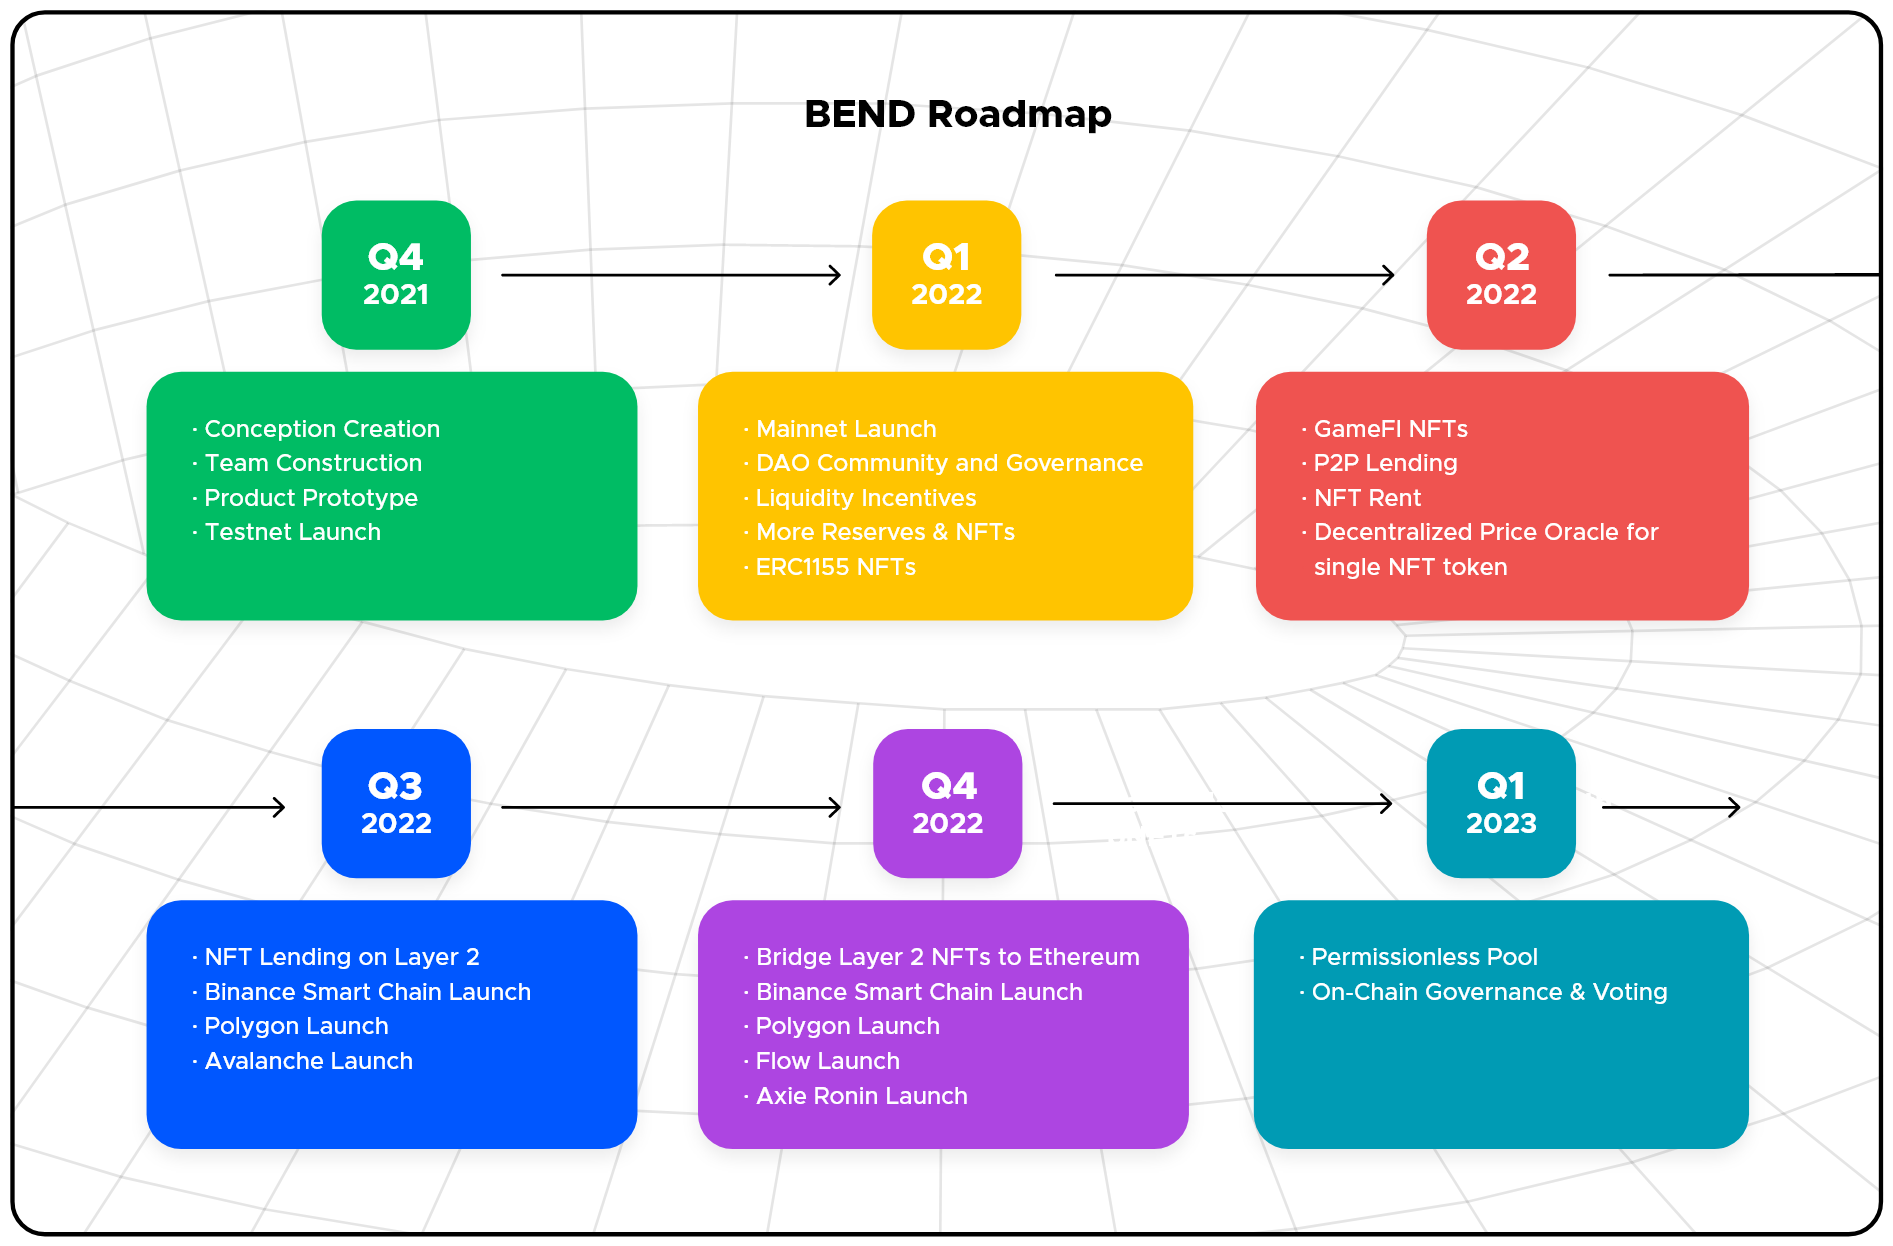 BEND Roadmap
Q4
2021
Q1
2022
Q2
2022
· Conception Creation
· Team Construction
· Product Prototype
· Testnet Launch
· Mainnet Launch
· DAO Community and Governance
· Liquidity Incentives
· More Reserves & NFTs
· ERC1155 NFTs
· GameFI NFTs
· P2P Lending
· NFT Rent
· Decentralized Price Oracle for
single NFT token
Q3
2022
Q4
2022
Q1
2023
· NFT Lending on Layer 2
· Binance Smart Chain Launch
· Polygon Launch
· Avalanche Launch
· Bridge Layer 2 NFTs to Ethereum
· Binance Smart Chain Launch
· Polygon Launch
· Flow Launch
· Axie Ronin Launch
· Permissionless Pool
· On-Chain Governance & Voting